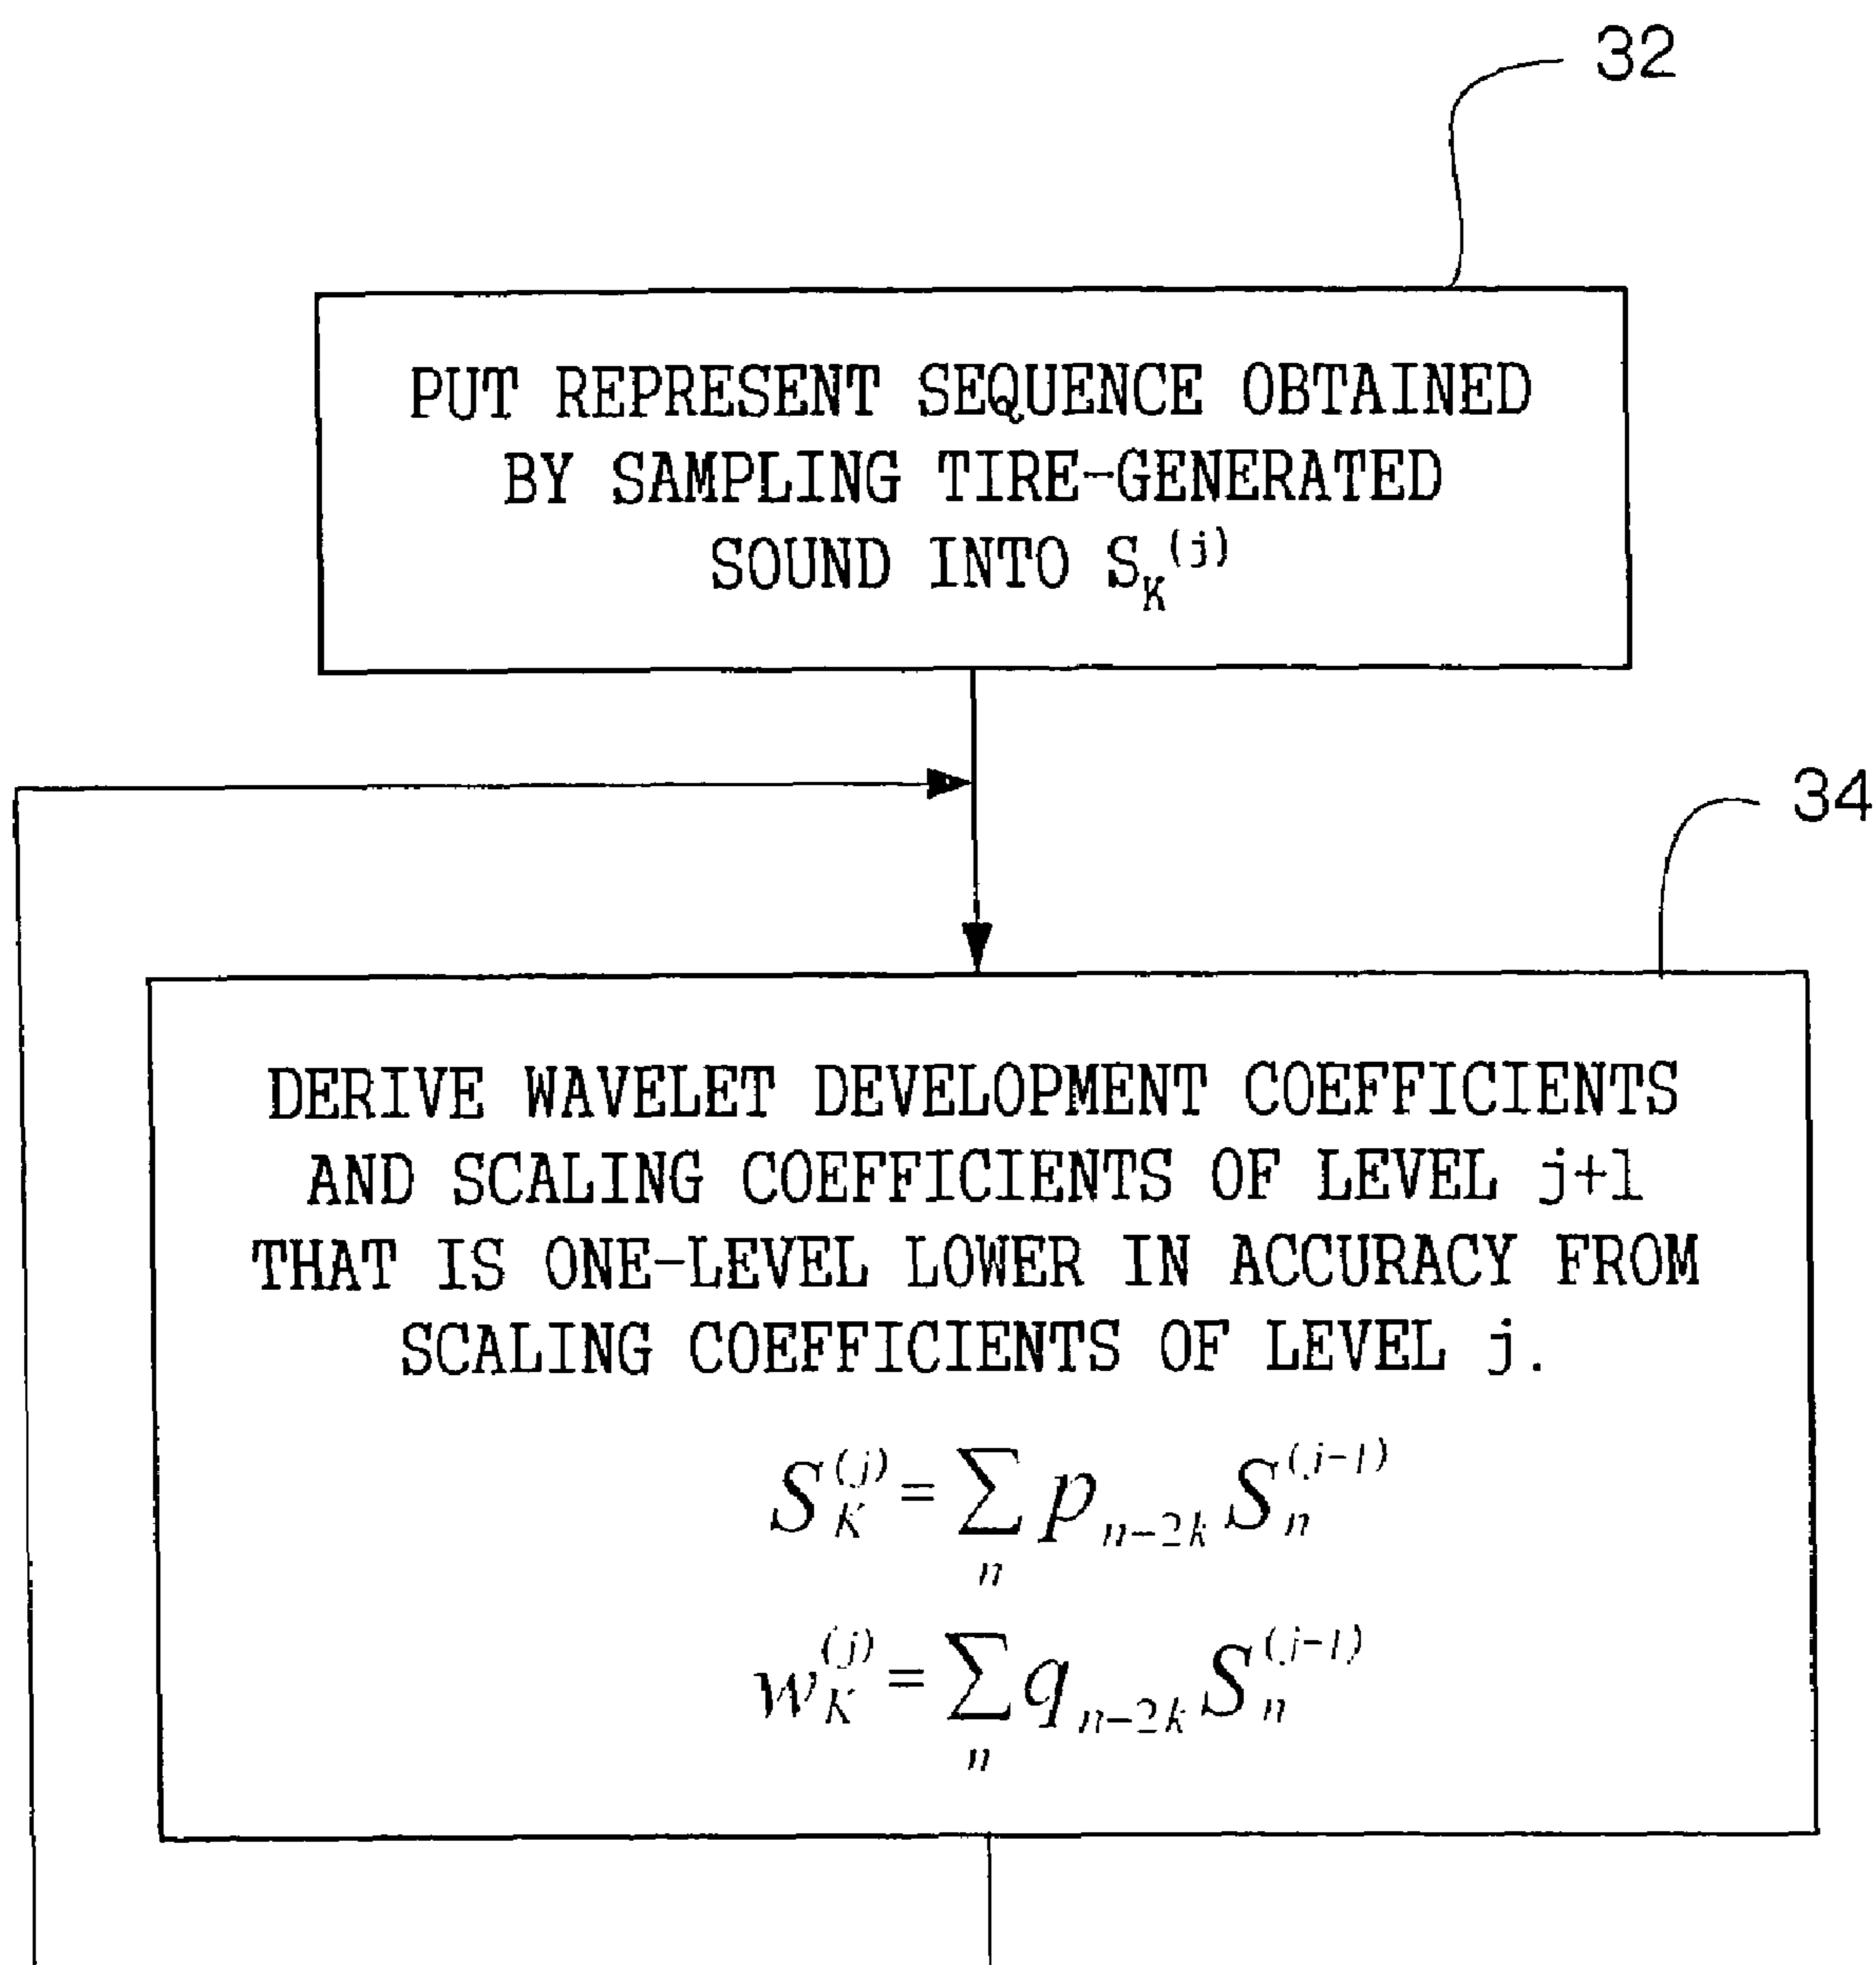 32
PUT REPRESENT SEQUENCE OBTAINED
BY SAMPLING TIRE-GENERATED
SOUND INTO S_K^(j)
34
DERIVE WAVELET DEVELOPMENT COEFFICIENTS
AND SCALING COEFFICIENTS OF LEVEL j+1
THAT IS ONE-LEVEL LOWER IN ACCURACY FROM
SCALING COEFFICIENTS OF LEVEL j.
S_K^(j) = ∑_n p_{n-2k} S_n^(j-1)
w_K^(j) = ∑_n q_{n-2k} S_n^(j-1)